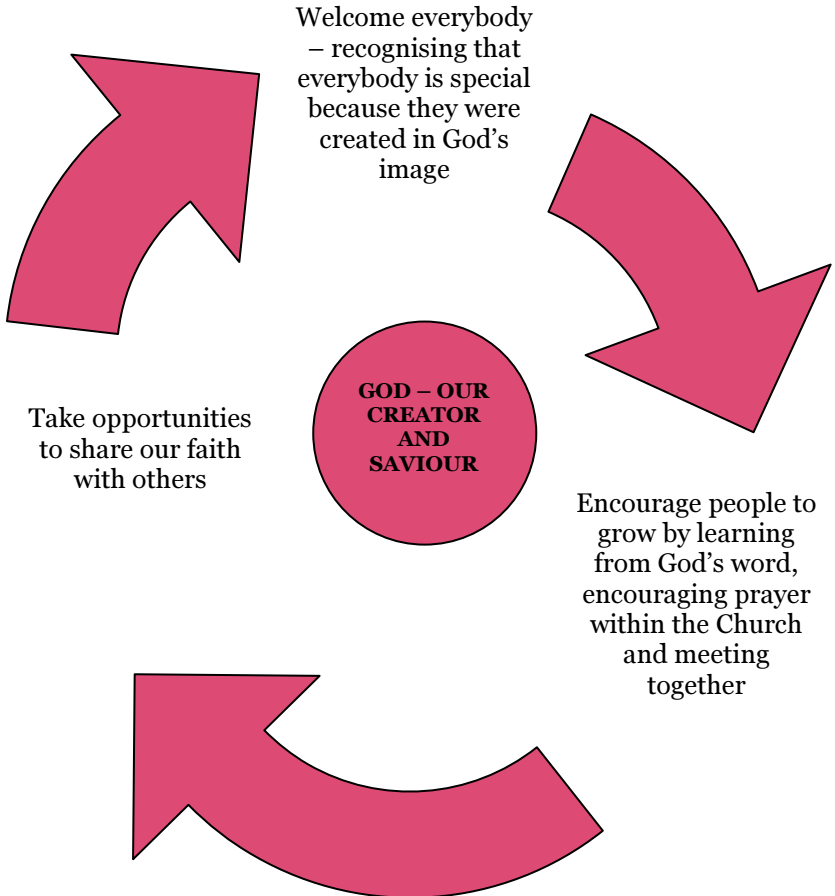 Welcome everybody
– recognising that
everybody is special
because they were
created in God's
image
GOD – OUR
CREATOR
AND
SAVIOUR
Take opportunities
to share our faith
with others
Encourage people to
grow by learning
from God's word,
encouraging prayer
within the Church
and meeting
together